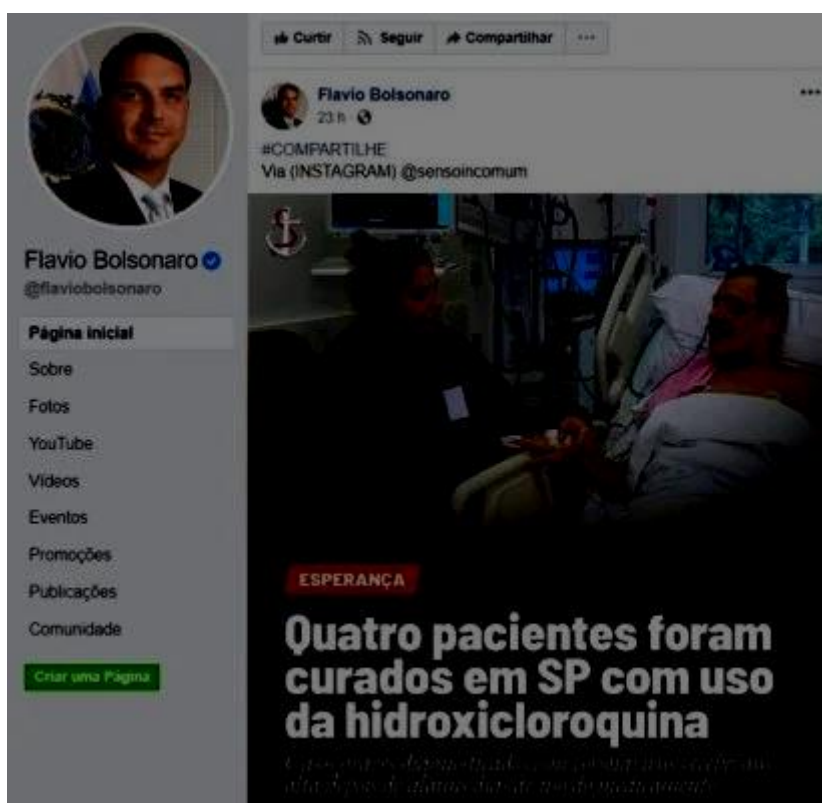 Curtir Seguir Compartilhar ...
Flavio Bolsonaro
23 h
#COMPARTILHE
Via (INSTAGRAM) @sensoincomum
Flavio Bolsonaro
@flaviobolsonaro
Página inicial
Sobre
Fotos
YouTube
Vídeos
Eventos
Promoções
Publicações
Comunidade
Criar uma Página
ESPERANÇA
Quatro pacientes foram
curados em SP com uso
da hidroxicloroquina